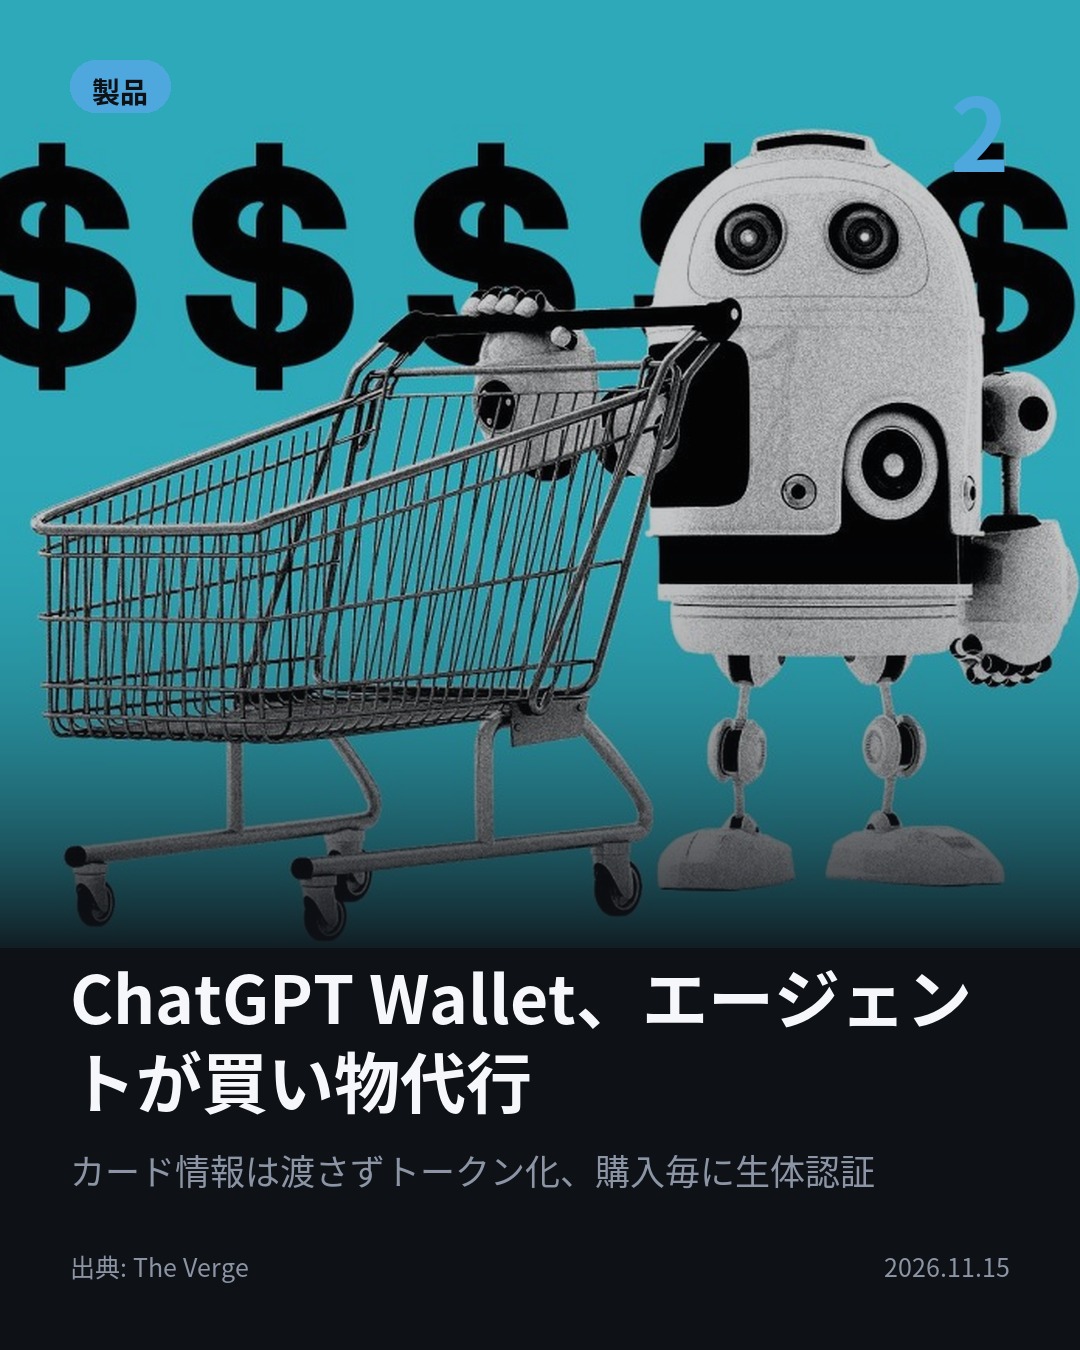 製品
2
$ $ $ $ $
ChatGPT Wallet、エージェン
トが買い物代行
カード情報は渡さずトークン化、購入毎に生体認証
出典: The Verge
2026.11.15